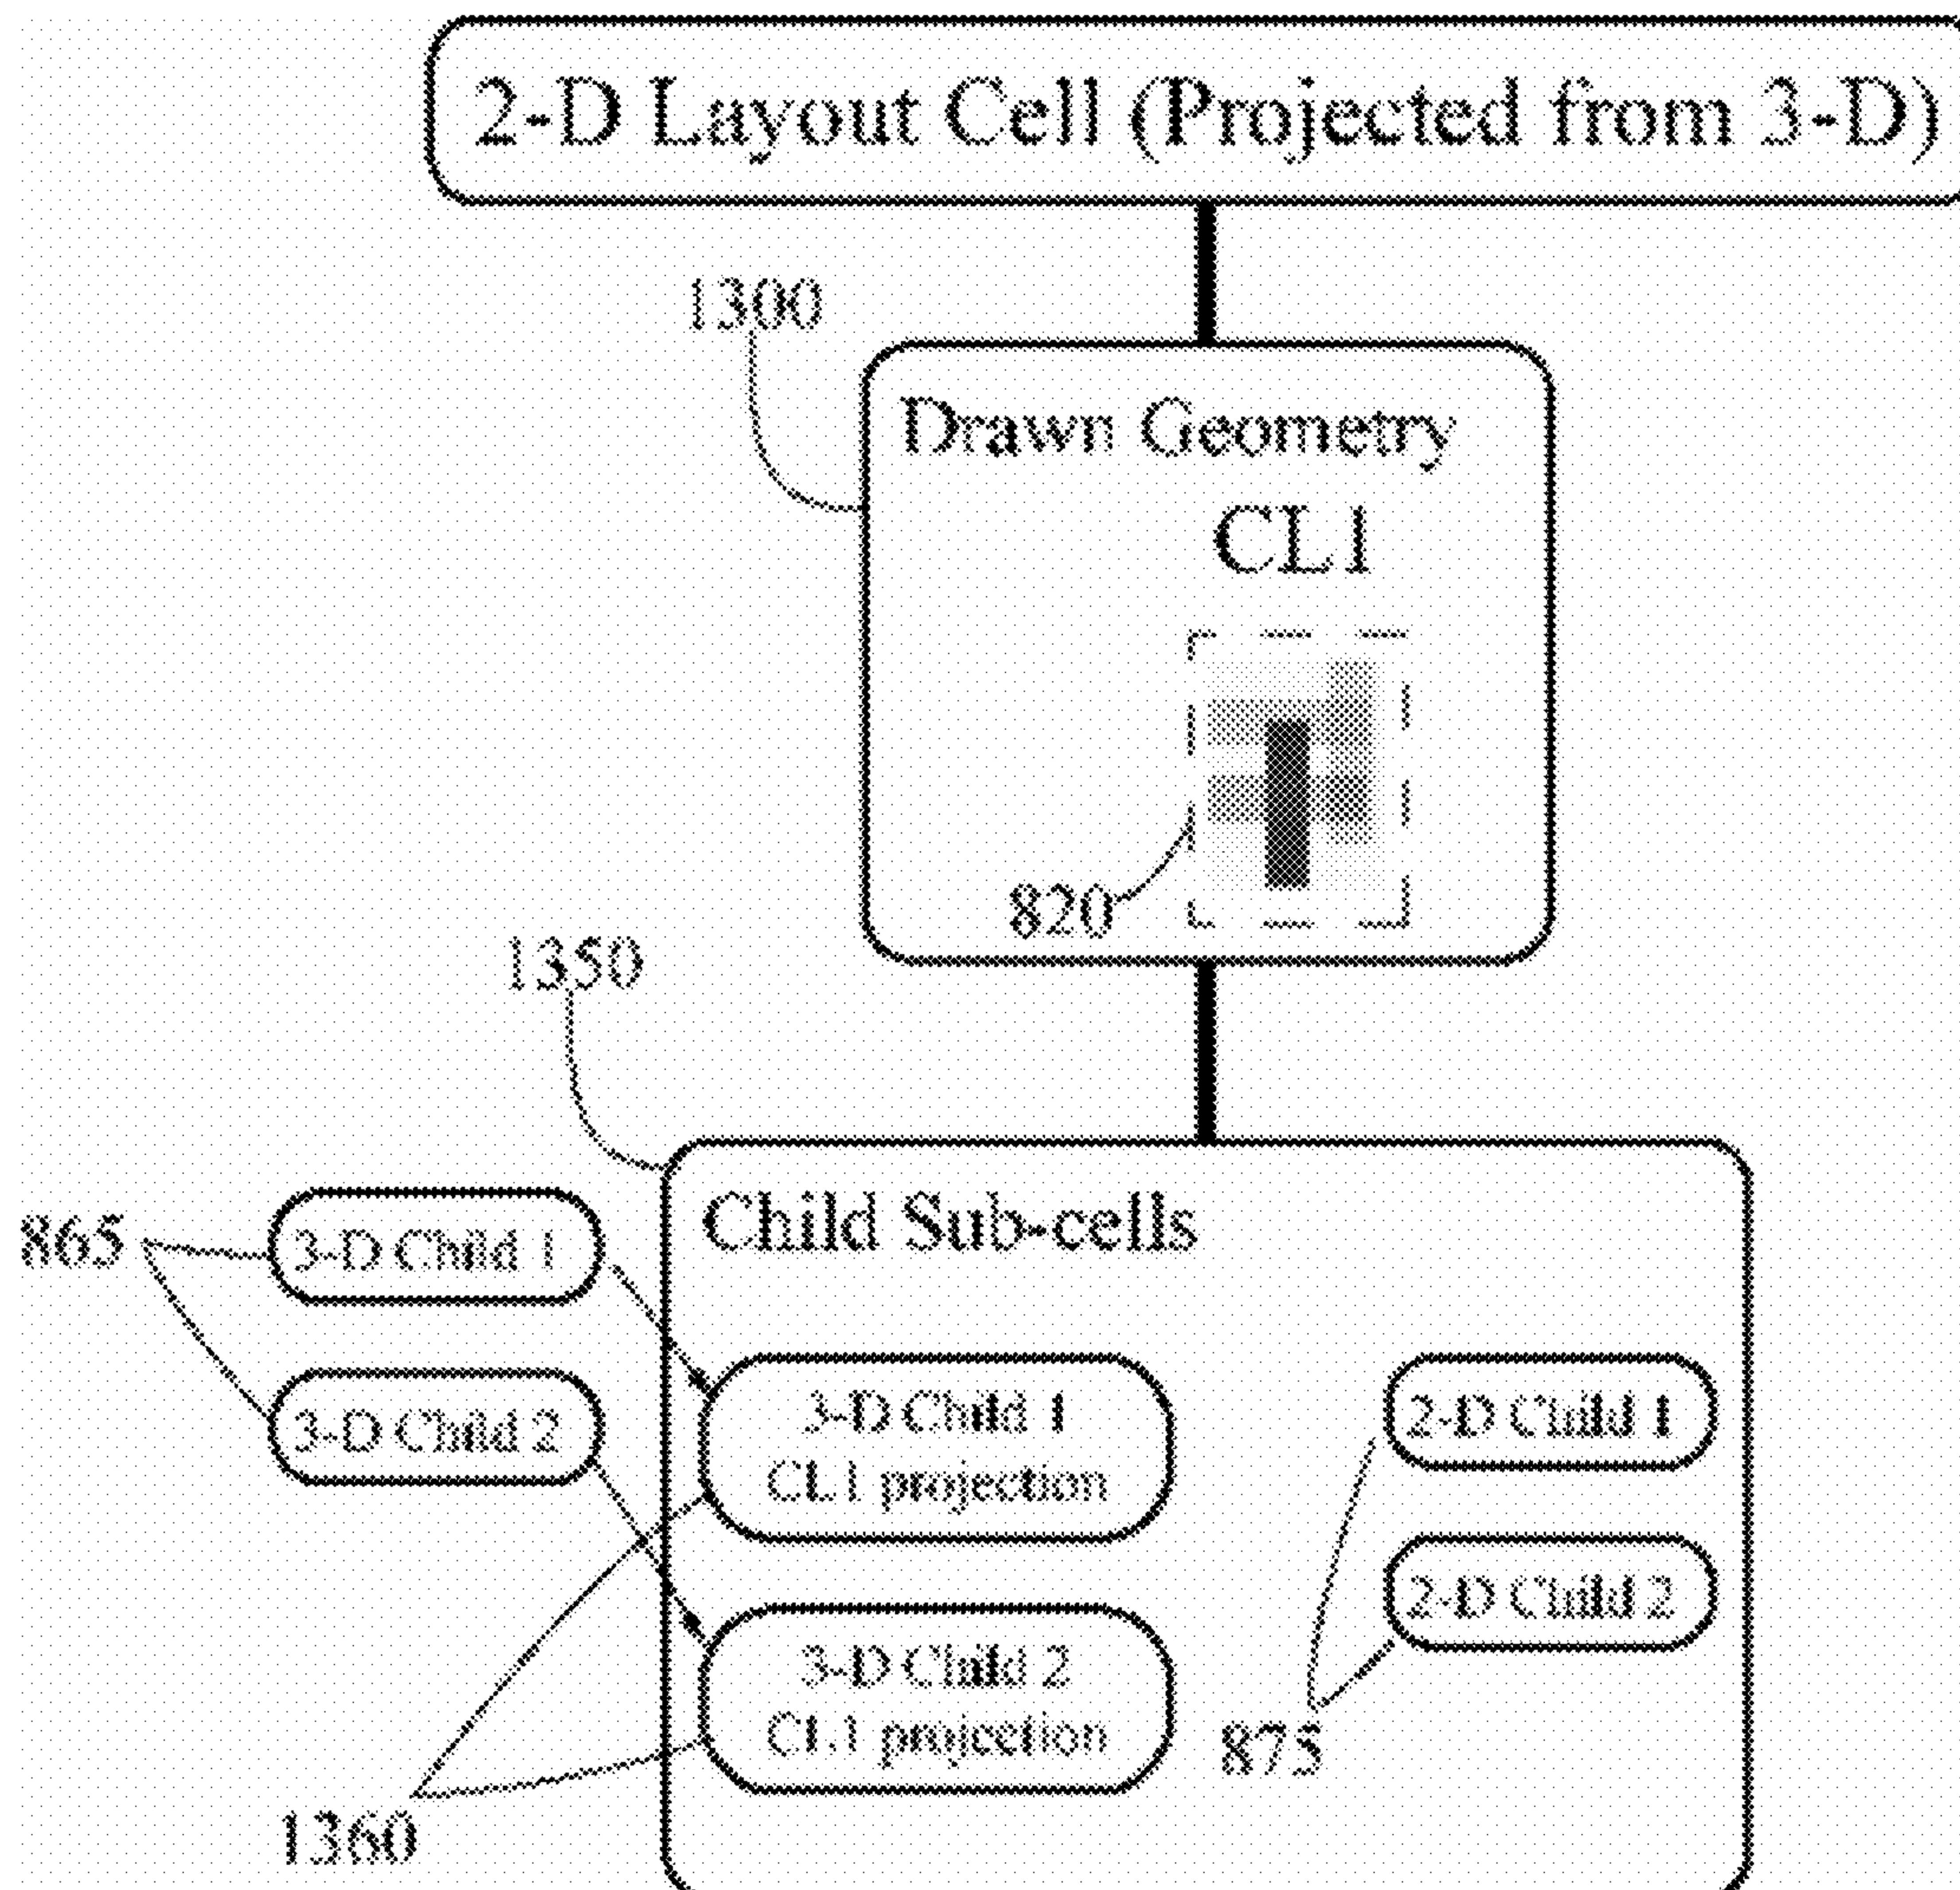 2-D Layout Cell (Projected from 3-D)
1300
Drawn Geometry
CL1
820
1350
Child Sub-cells
865
3-D Child 1
3-D Child 2
3-D Child 1
CL1 projection
3-D Child 2
CL1 projection
2-D Child 1
2-D Child 2
875
1360